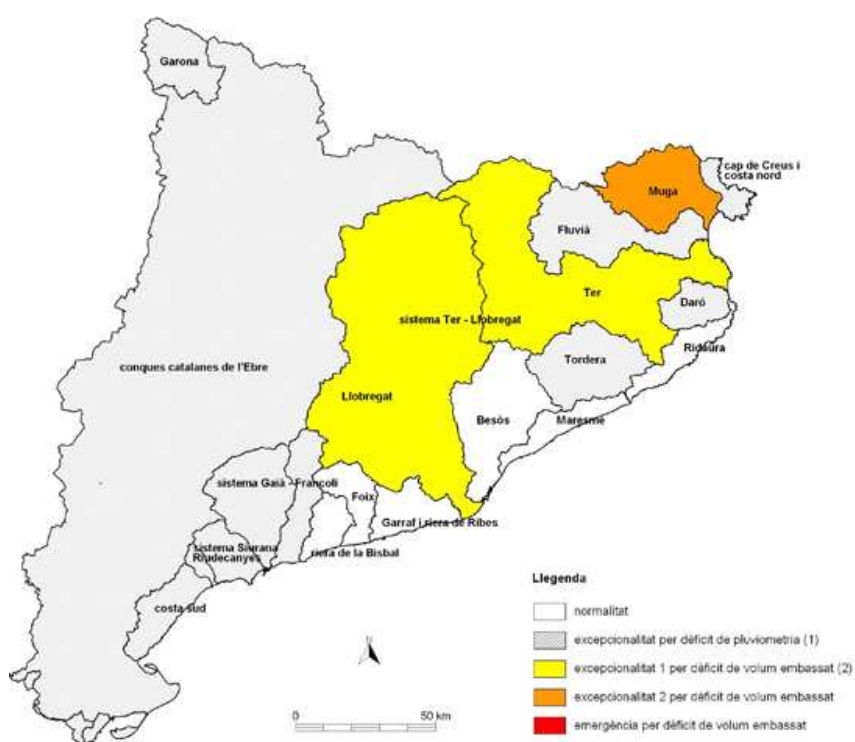 Garona
cap de Creus i
costa nord
Muga
Fluvià
Ter
Daró
sistema Ter - Llobregat
Ridaura
Tordera
conques catalanes de l'Ebre
Llobregat
Besòs
Maresme
sistema Gaià - Francolí
Foix
Garraf i riera de Ribes
sistema Siurana
Riudecanyes
riera de la Bisbal
costa sud
Llegenda
normalitat
excepcionalitat per dèficit de pluviometria (1)
excepcionalitat 1 per dèficit de volum embassat (2)
excepcionalitat 2 per dèficit de volum embassat
emergència per dèficit de volum embassat
0 50 km